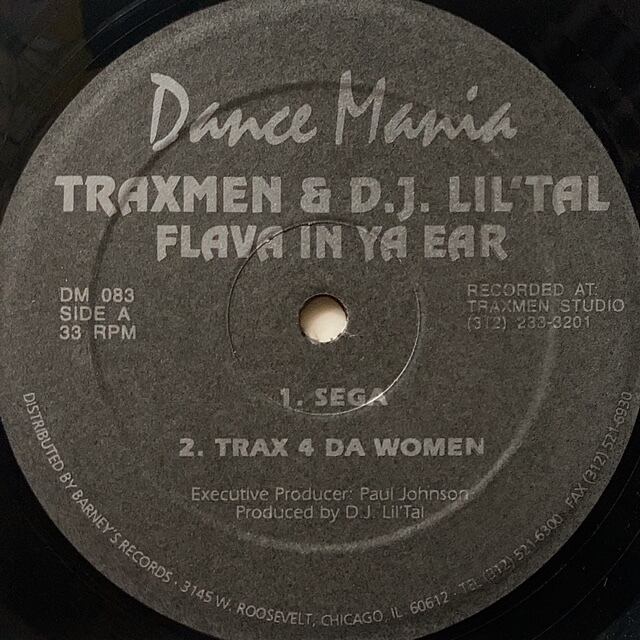 Dance Mania
TRAXMEN & D.J. LIL'TAL
FLAVA IN YA EAR
DM 083
SIDE A
33 RPM
RECORDED AT:
TRAXMEN STUDIO
(312) 233-3201
1. SEGA
2. TRAX 4 DA WOMEN
Executive Producer: Paul Johnson
Produced by D.J. Lil'Tal
DISTRIBUTED BY BARNEY'S RECORDS · 3145 W. ROOSEVELT, CHICAGO, IL 60612 · TEL (312) 521-6300 · FAX (312) 521-6930